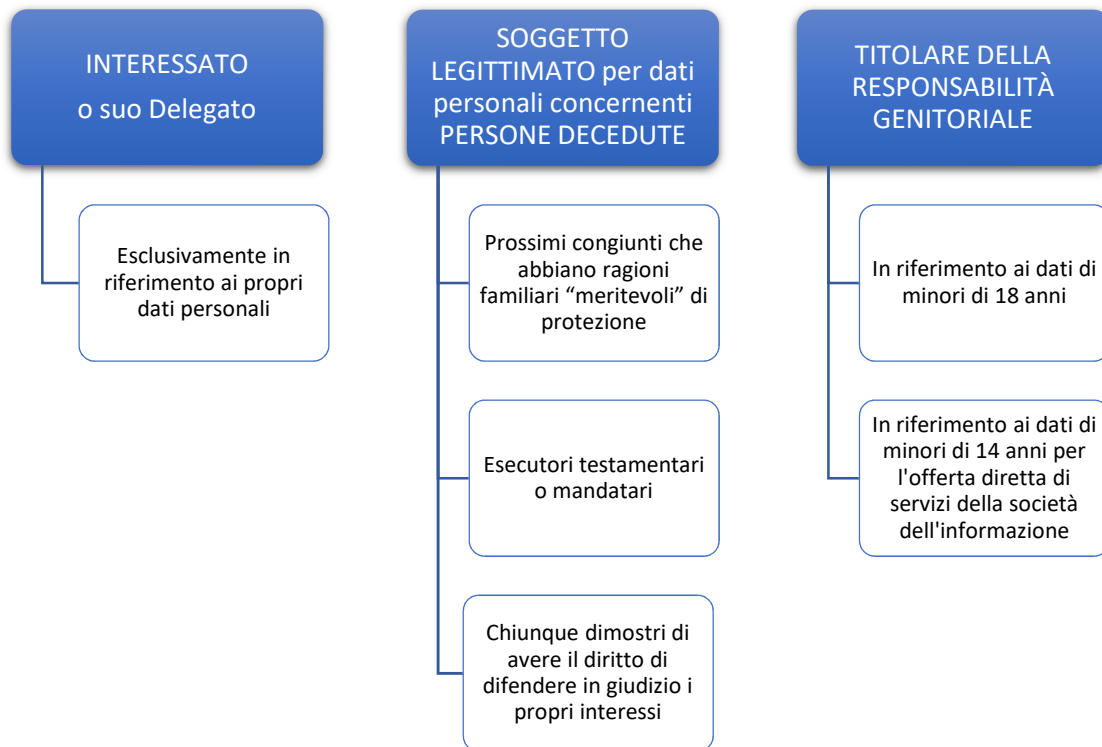 INTERESSATO
o suo Delegato
Esclusivamente in
riferimento ai propri
dati personali
SOGGETTO
LEGITTIMATO per dati
personali concernenti
PERSONE DECEDUTE
Prossimi congiunti che
abbiano ragioni
familiari “meritevoli” di
protezione
Esecutori testamentari
o mandatari
Chiunque dimostri di
avere il diritto di
difendere in giudizio i
propri interessi
TITOLARE DELLA
RESPONSABILITÀ
GENITORIALE
In riferimento ai dati di
minori di 18 anni
In riferimento ai dati di
minori di 14 anni per
l'offerta diretta di
servizi della società
dell'informazione